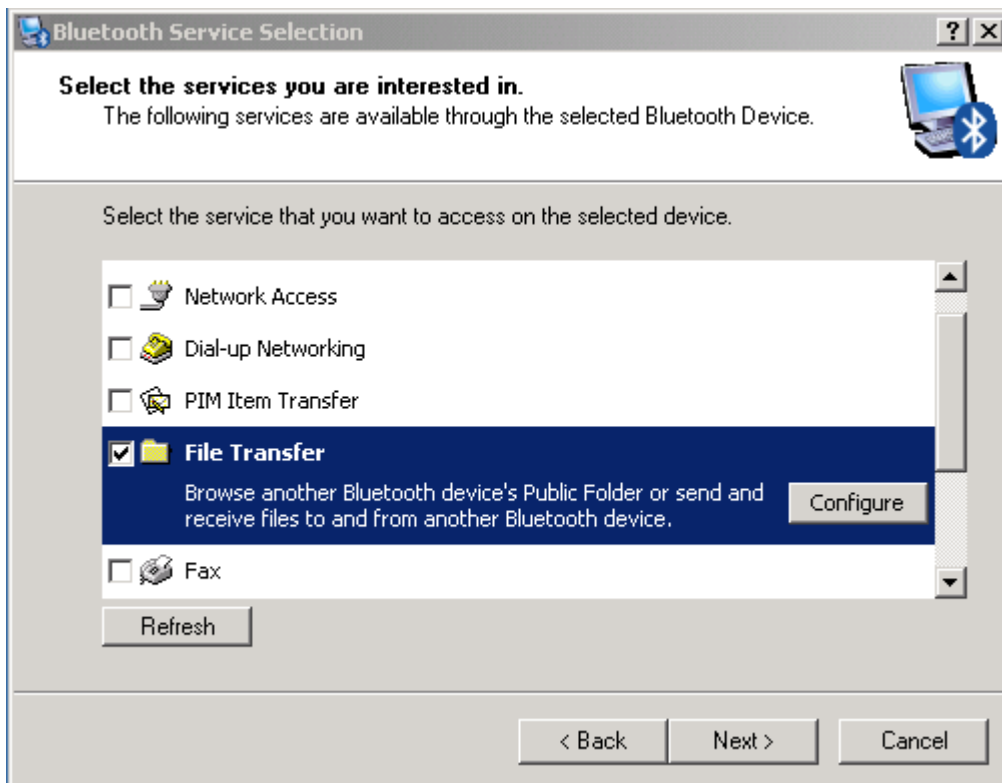 Bluetooth Service Selection
Select the services you are interested in.
The following services are available through the selected Bluetooth Device.
Select the service that you want to access on the selected device.
Network Access
Dial-up Networking
PIM Item Transfer
File Transfer
Browse another Bluetooth device's Public Folder or send and
receive files to and from another Bluetooth device.
Configure
Fax
Refresh
< Back
Next >
Cancel